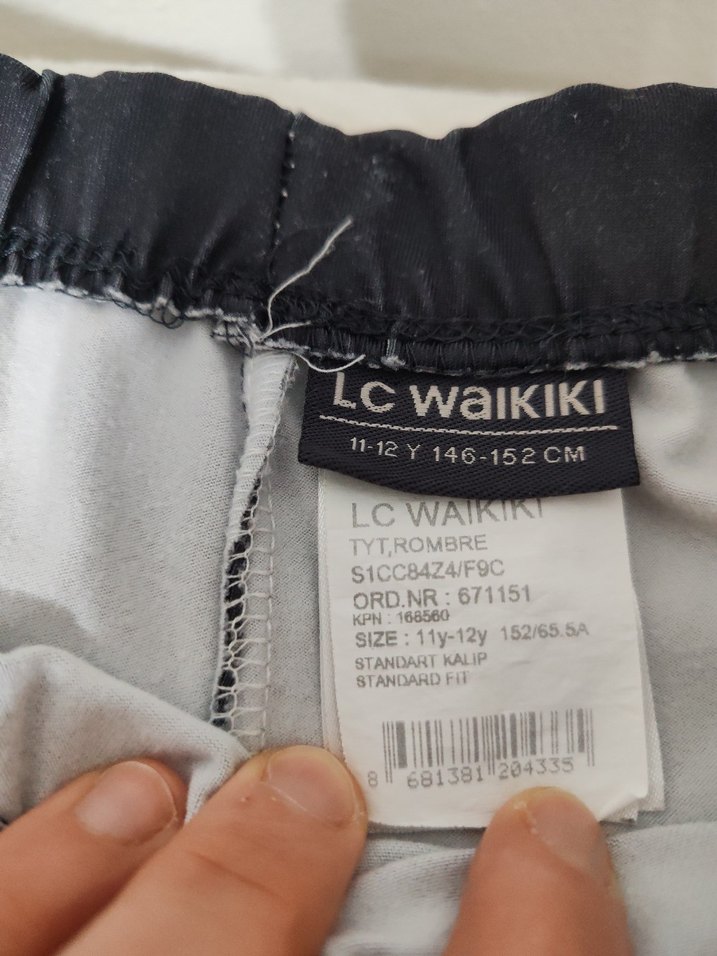 LC WAIKIKI
11-12 Y 146-152 CM
LC WAIKIKI
TYT,ROMBRE
S1CC84Z4/F9C
ORD.NR : 671151
KPN : 168560
SIZE : 11y-12y 152/65.5A
STANDART KALIP
STANDARD FIT
8 681381 204335